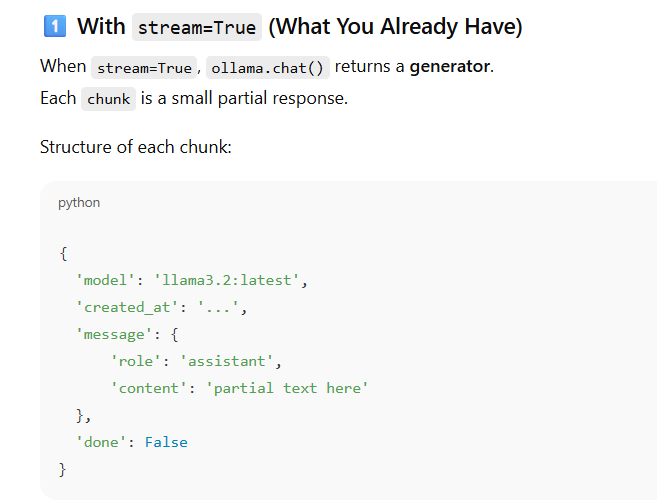 1 With stream=True (What You Already Have)
When stream=True, ollama.chat() returns a generator.
Each chunk is a small partial response.
Structure of each chunk:
python
{
  'model': 'llama3.2:latest',
  'created_at': '...',
  'message': {
      'role': 'assistant',
      'content': 'partial text here'
  },
  'done': False
}